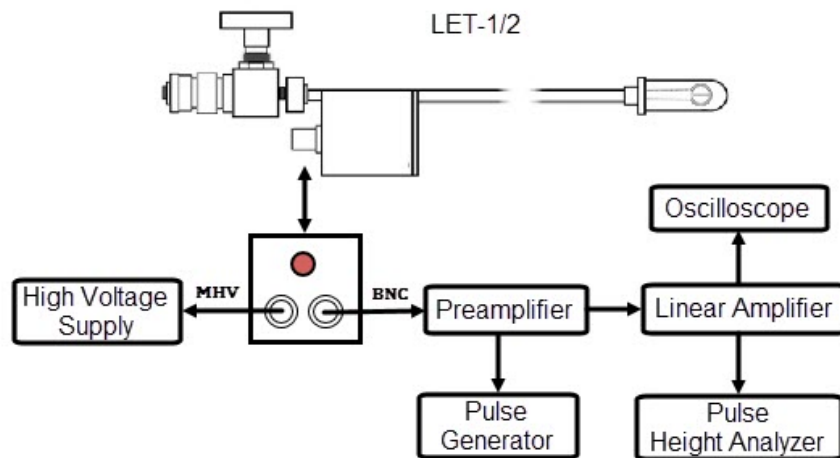 LET-1/2
Oscilloscope
High Voltage
Supply
MHV
BNC
Preamplifier
Linear Amplifier
Pulse
Generator
Pulse
Height Analyzer